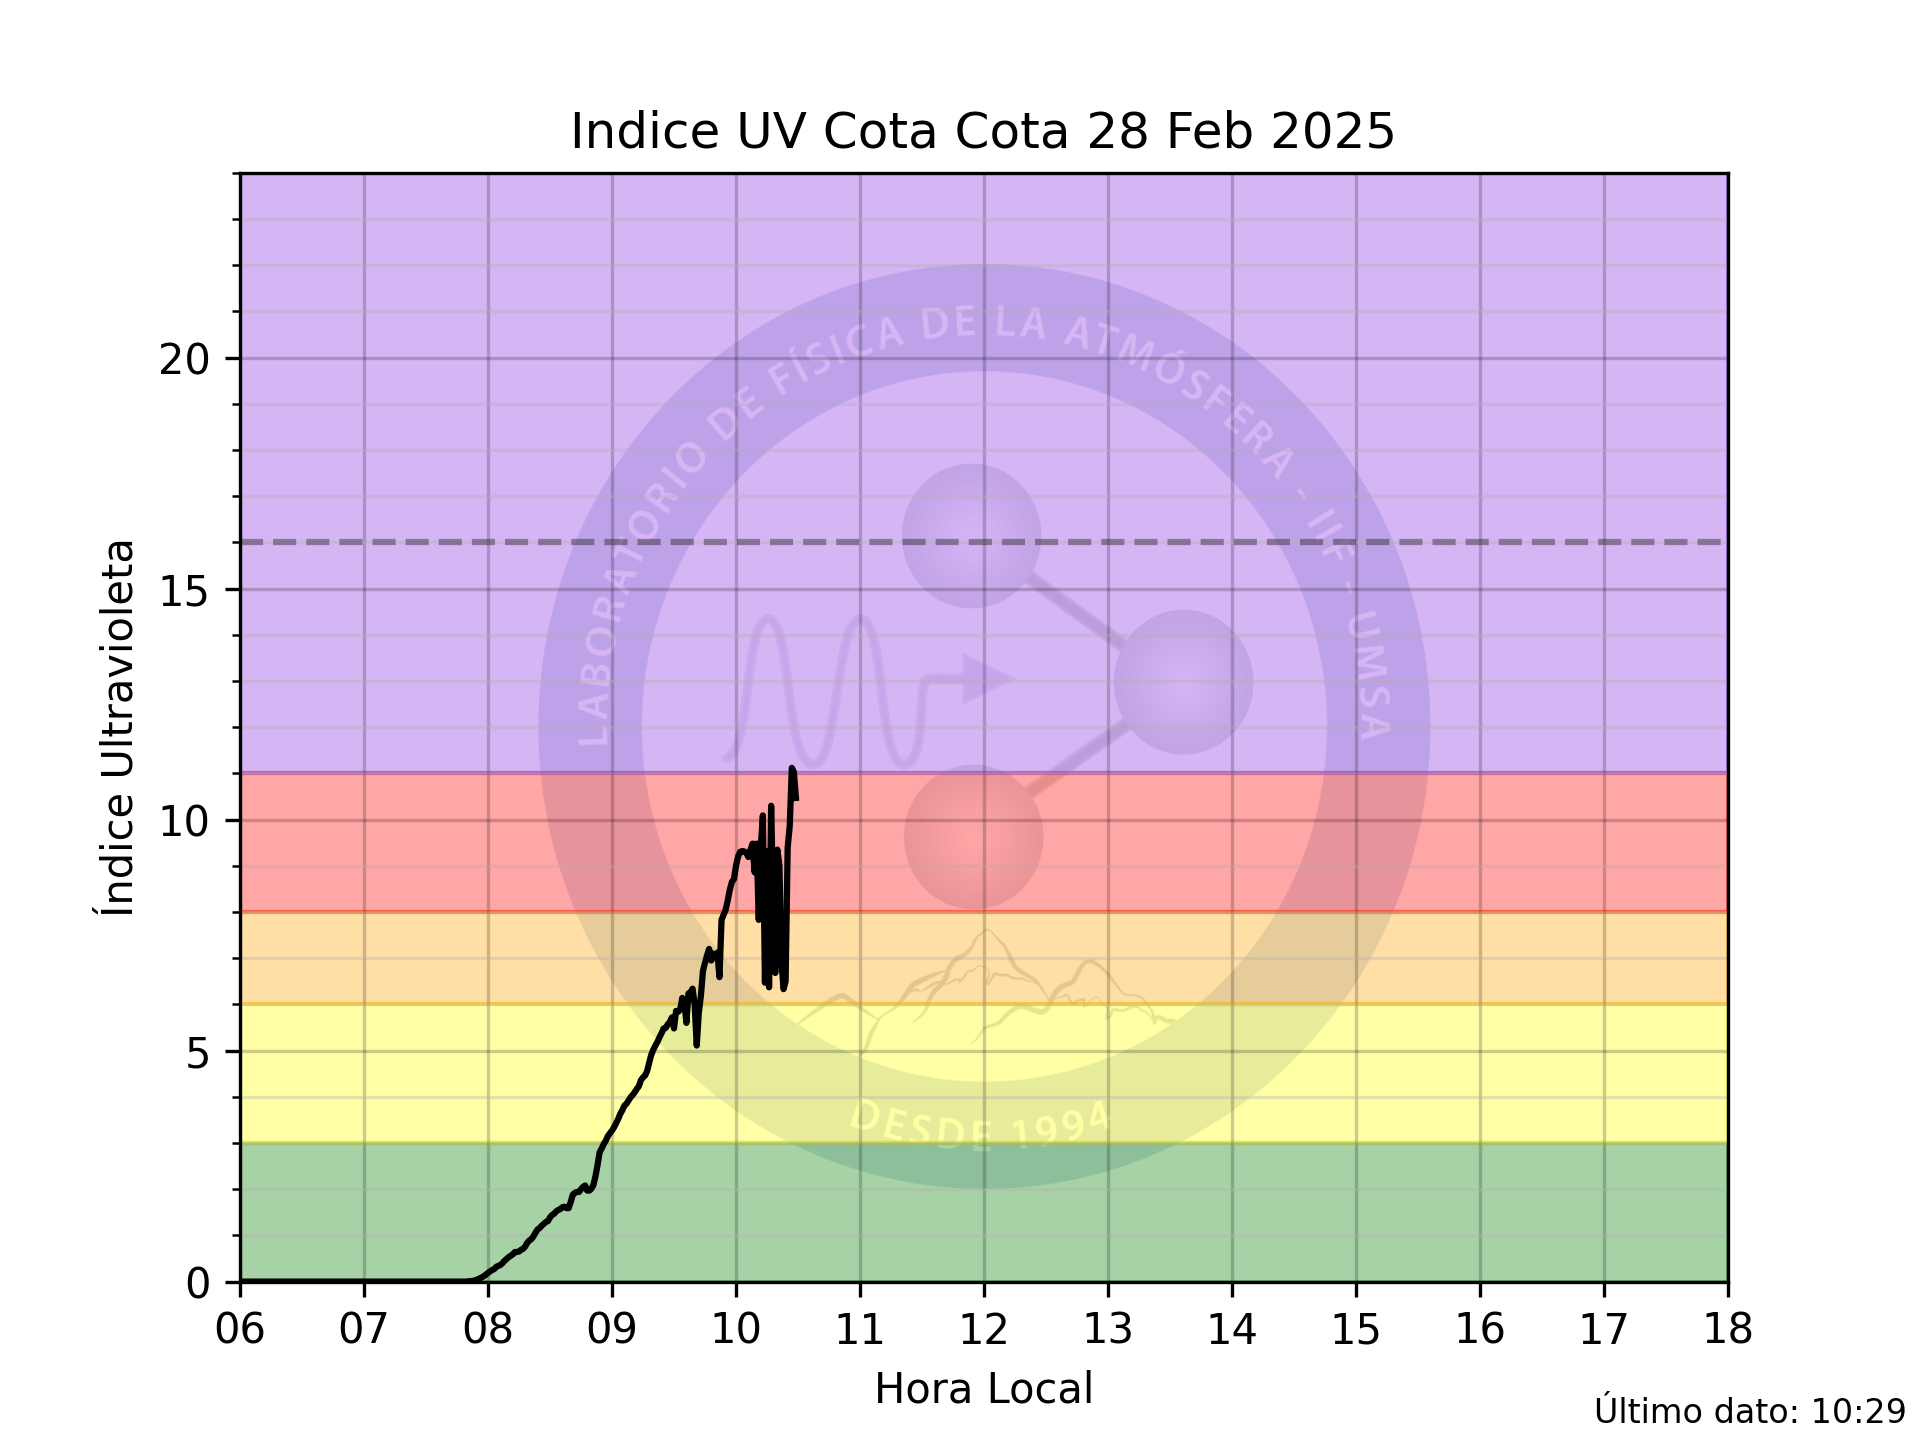 Indice UV Cota Cota 28 Feb 2025
20
15
10
5
0
Índice Ultravioleta
LABORATORIO DE FÍSICA DE LA ATMÓSFERA - IIF - UMSA
DESDE 1994
06 07 08 09 10 11 12 13 14 15 16 17 18
Hora Local
Último dato: 10:29